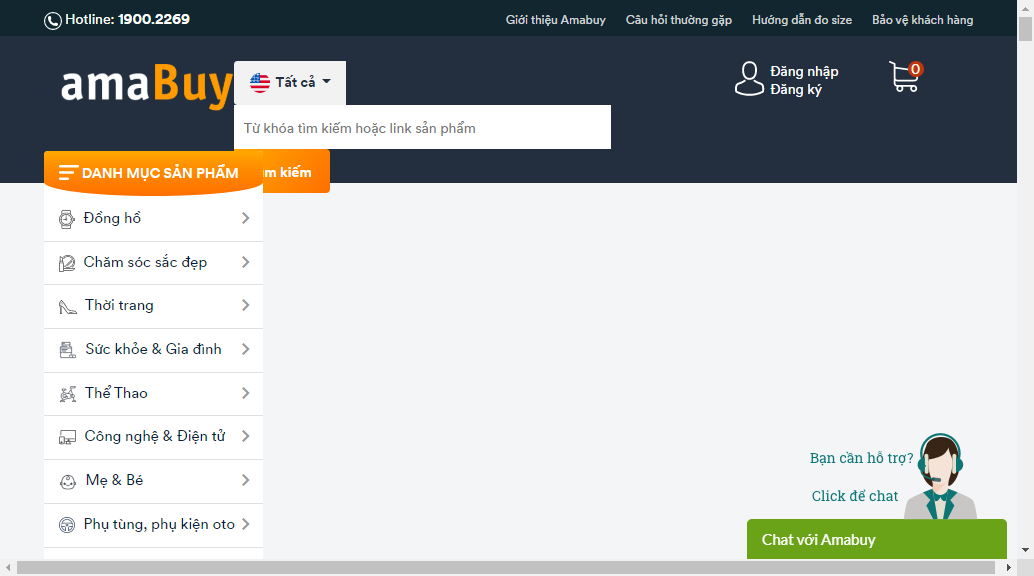 Hotline: 1900.2269
Giới thiệu Amabuy
Câu hỏi thường gặp
Hướng dẫn đo size
Bảo vệ khách hàng
amaBuy
Tất cả
Đăng nhập
Đăng ký
0
Từ khóa tìm kiếm hoặc link sản phẩm
DANH MỤC SẢN PHẨM
m kiếm
Đồng hồ
Chăm sóc sắc đẹp
Thời trang
Sức khỏe & Gia đình
Thể Thao
Công nghệ & Điện tử
Mẹ & Bé
Phụ tùng, phụ kiện oto
Bạn cần hỗ trợ?
Click để chat
Chat với Amabuy